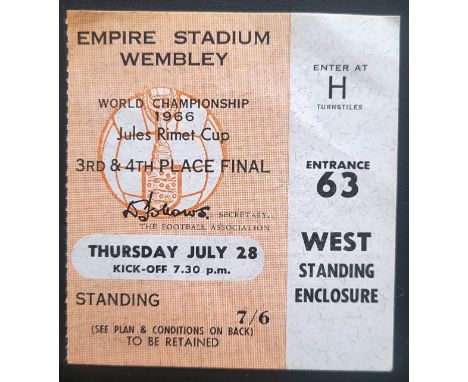 EMPIRE STADIUM
WEMBLEY
WORLD CHAMPIONSHIP
1966
Jules Rimet Cup
3RD & 4TH PLACE FINAL
SECRETARY,
THE FOOTBALL ASSOCIATION
THURSDAY JULY 28
KICK-OFF 7.30 p.m.
STANDING
7/6
(SEE PLAN & CONDITIONS ON BACK)
TO BE RETAINED
ENTER AT
H
TURNSTILES
ENTRANCE
63
WEST
STANDING
ENCLOSURE